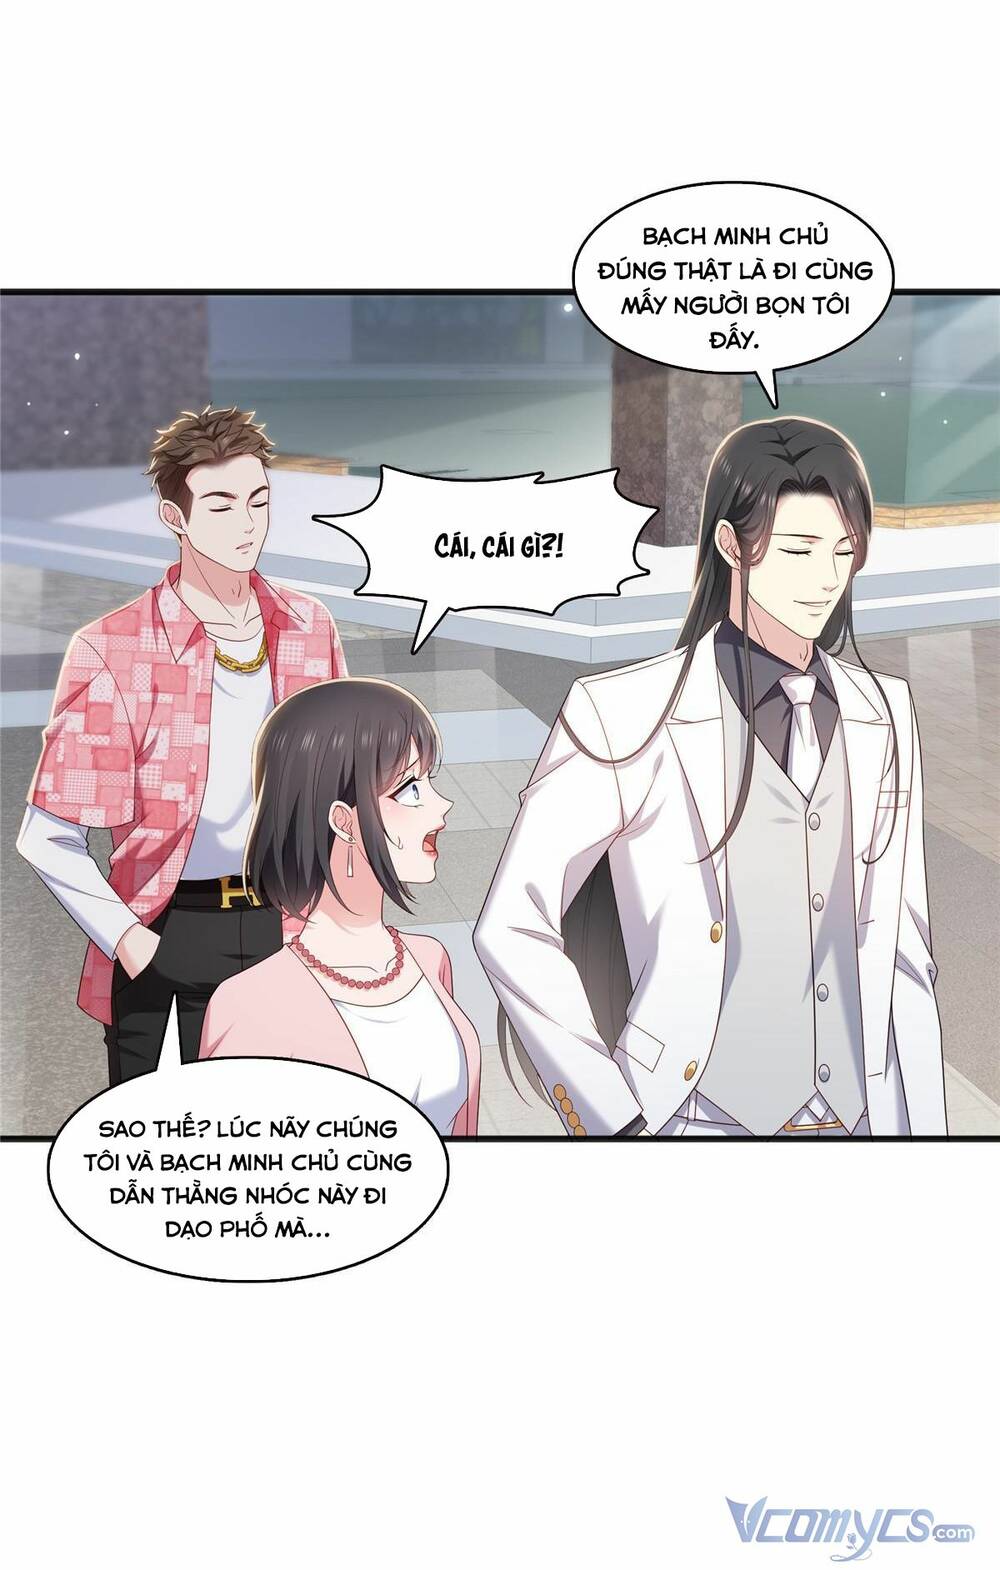 BẠCH MINH CHỦ
ĐÚNG THẬT LÀ ĐI CÙNG
MẤY NGƯỜI BỌN TÔI
ĐẤY.
CÁI, CÁI GÌ?!
SAO THẾ? LÚC NÃY CHÚNG
TÔI VÀ BẠCH MINH CHỦ CÙNG
DẪN THẰNG NHÓC NÀY ĐI
DẠO PHỐ MÀ...
VCOMYCS.com